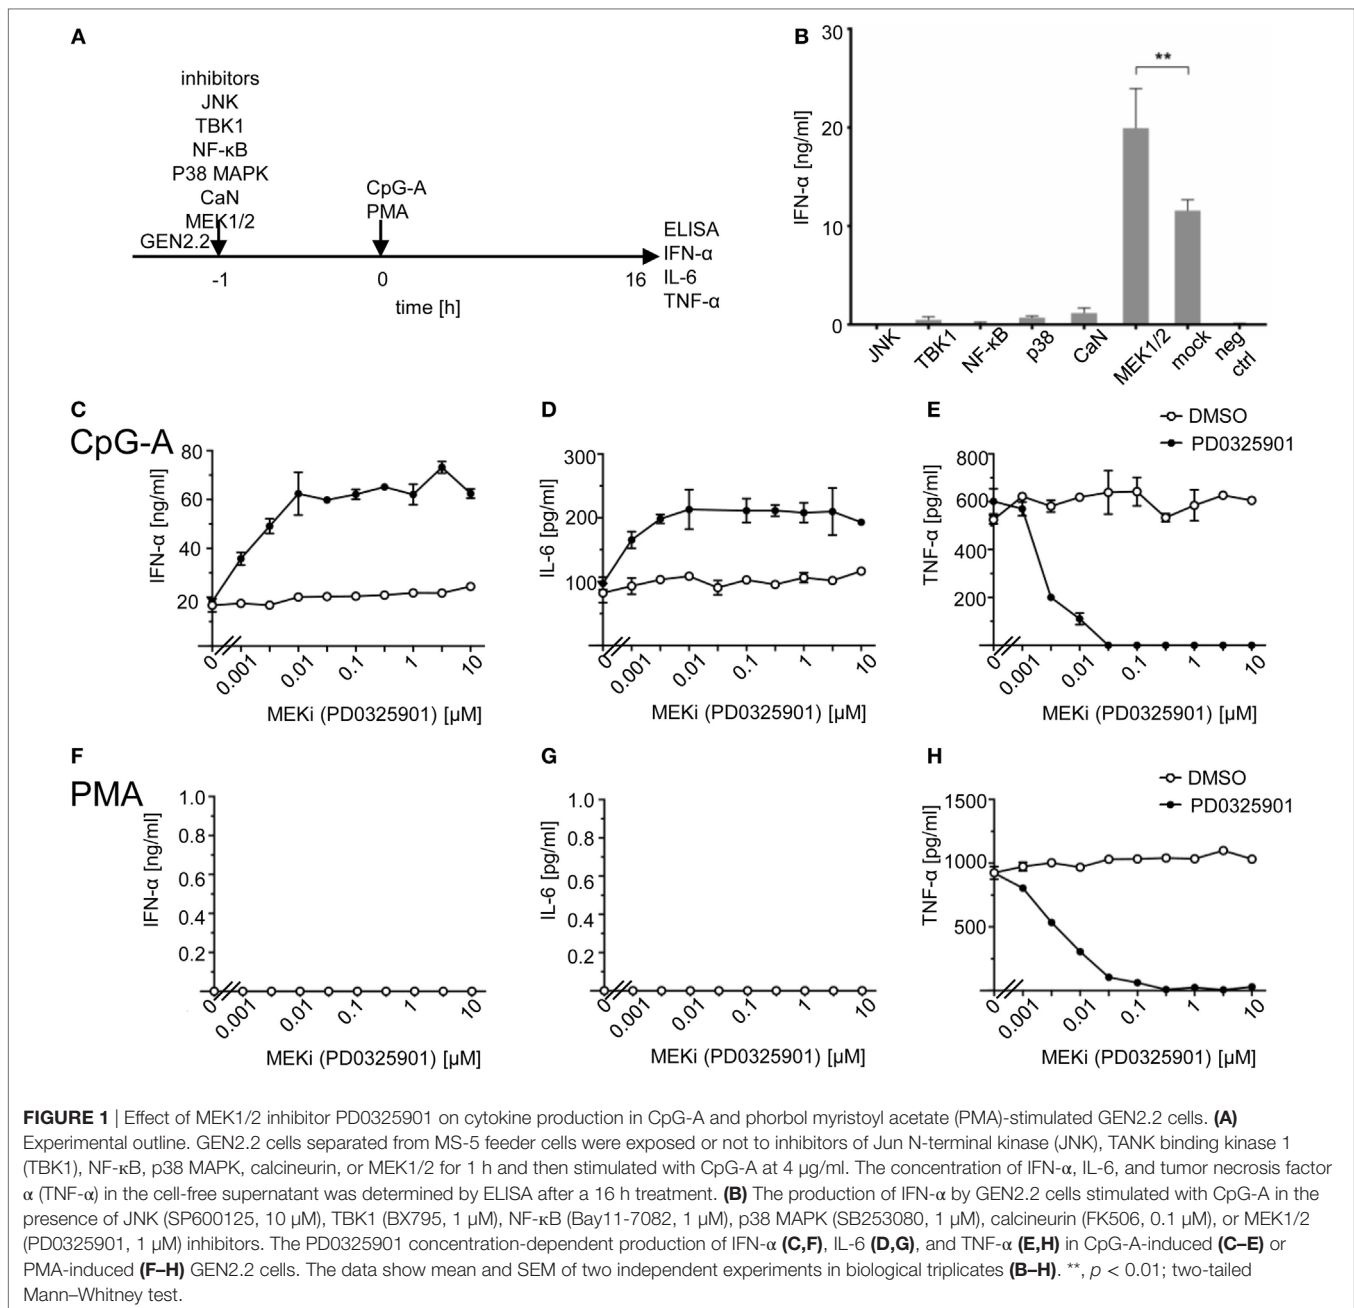 A
inhibitors
JNK
TBK1
NF-κB
P38 MAPK
CaN
MEK1/2
GEN2.2
CpG-A
PMA
-1
0
16
time [h]
ELISA
IFN-α
IL-6
TNF-α
B
IFN-α [ng/ml]
30
20
10
0
**
JNK
TBK1
NF-κB
p38
CaN
MEK1/2
mock
neg
ctrl
C
CpG-A
IFN-α [ng/ml]
80
60
40
20
0
0.001
0.01
0.1
1
10
MEKi (PD0325901) [µM]
D
IL-6 [pg/ml]
300
200
100
0
0.001
0.01
0.1
1
10
MEKi (PD0325901) [µM]
E
DMSO
PD0325901
TNF-α [pg/ml]
800
600
400
200
0
0.001
0.01
0.1
1
10
MEKi (PD0325901) [µM]
F
PMA
IFN-α [ng/ml]
1.0
0.8
0.6
0.4
0.2
0
0.001
0.01
0.1
1
10
MEKi (PD0325901) [µM]
G
IL-6 [pg/ml]
1.0
0.8
0.6
0.4
0.2
0
0.001
0.01
0.1
1
10
MEKi (PD0325901) [µM]
H
DMSO
PD0325901
TNF-α [pg/ml]
1500
1000
500
0
0.001
0.01
0.1
1
10
MEKi (PD0325901) [µM]
FIGURE 1 | Effect of MEK1/2 inhibitor PD0325901 on cytokine production in CpG-A and phorbol myristoyl acetate (PMA)-stimulated GEN2.2 cells. (A)
Experimental outline. GEN2.2 cells separated from MS-5 feeder cells were exposed or not to inhibitors of Jun N-terminal kinase (JNK), TANK binding kinase 1
(TBK1), NF-κB, p38 MAPK, calcineurin, or MEK1/2 for 1 h and then stimulated with CpG-A at 4 µg/ml. The concentration of IFN-α, IL-6, and tumor necrosis factor
α (TNF-α) in the cell-free supernatant was determined by ELISA after a 16 h treatment. (B) The production of IFN-α by GEN2.2 cells stimulated with CpG-A in the
presence of JNK (SP600125, 10 µM), TBK1 (BX795, 1 µM), NF-κB (Bay11-7082, 1 µM), p38 MAPK (SB253080, 1 µM), calcineurin (FK506, 0.1 µM), or MEK1/2
(PD0325901, 1 µM) inhibitors. The PD0325901 concentration-dependent production of IFN-α (C,F), IL-6 (D,G), and TNF-α (E,H) in CpG-A-induced (C–E) or
PMA-induced (F–H) GEN2.2 cells. The data show mean and SEM of two independent experiments in biological triplicates (B–H). **, p < 0.01; two-tailed
Mann–Whitney test.